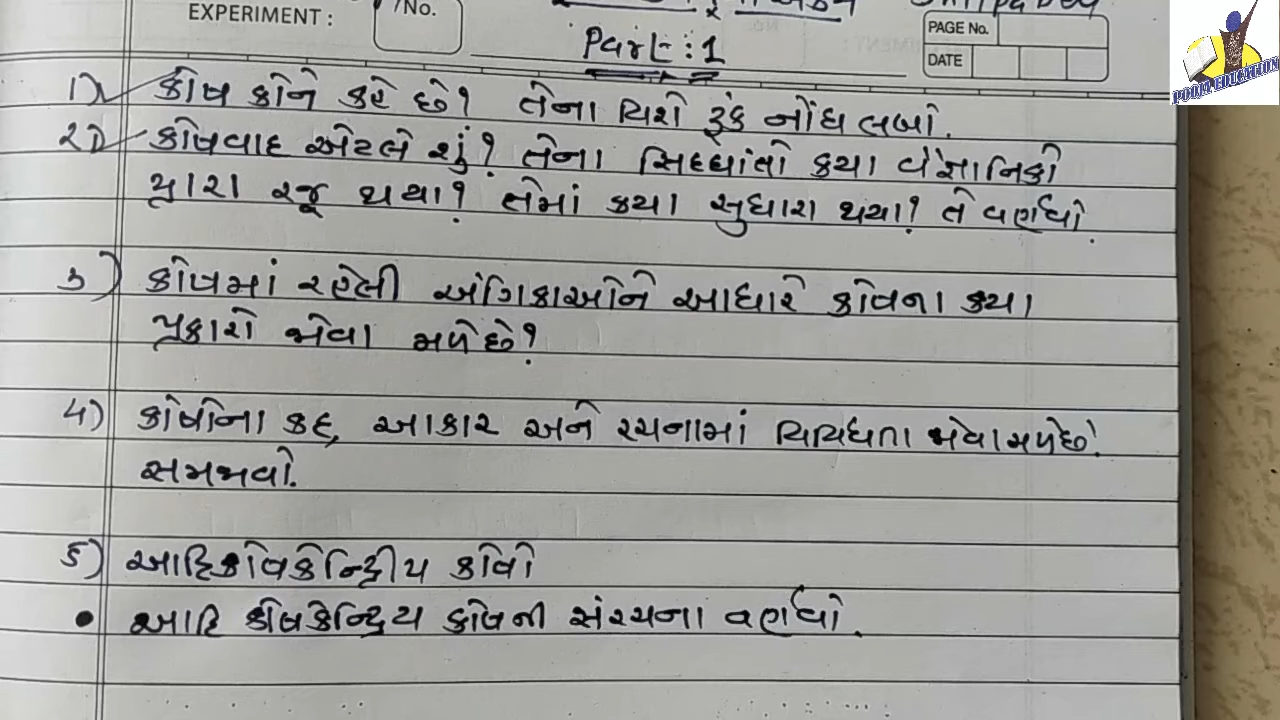 EXPERIMENT :
/No.
PAGE No.
DATE
Part : 1
1) કોષ કોને કહે છે? તેના વિશે ટૂંક નોંધ લખો.
2) કોષવાદ એટલે શું? તેના સિદ્ધાંતો કયા વૈજ્ઞાનિકો
દ્વારા રજૂ થયા? તેમાં કયા સુધારા થયા? તે વર્ણવો.
3) કોષમાં રહેલી અંગિકાઓને આધારે કોષના કયા
પ્રકારો જોવા મળે છે?
4) કોષોના કદ, આકાર અને રચનામાં વિવિધતા જોવા મળે છે.
સમજાવો.
5) આદિકોષકેન્દ્રીય કોષો
• આદિ કોષકેન્દ્રિય કોષની સંરચના વર્ણવો.
POOJA EDUCATION